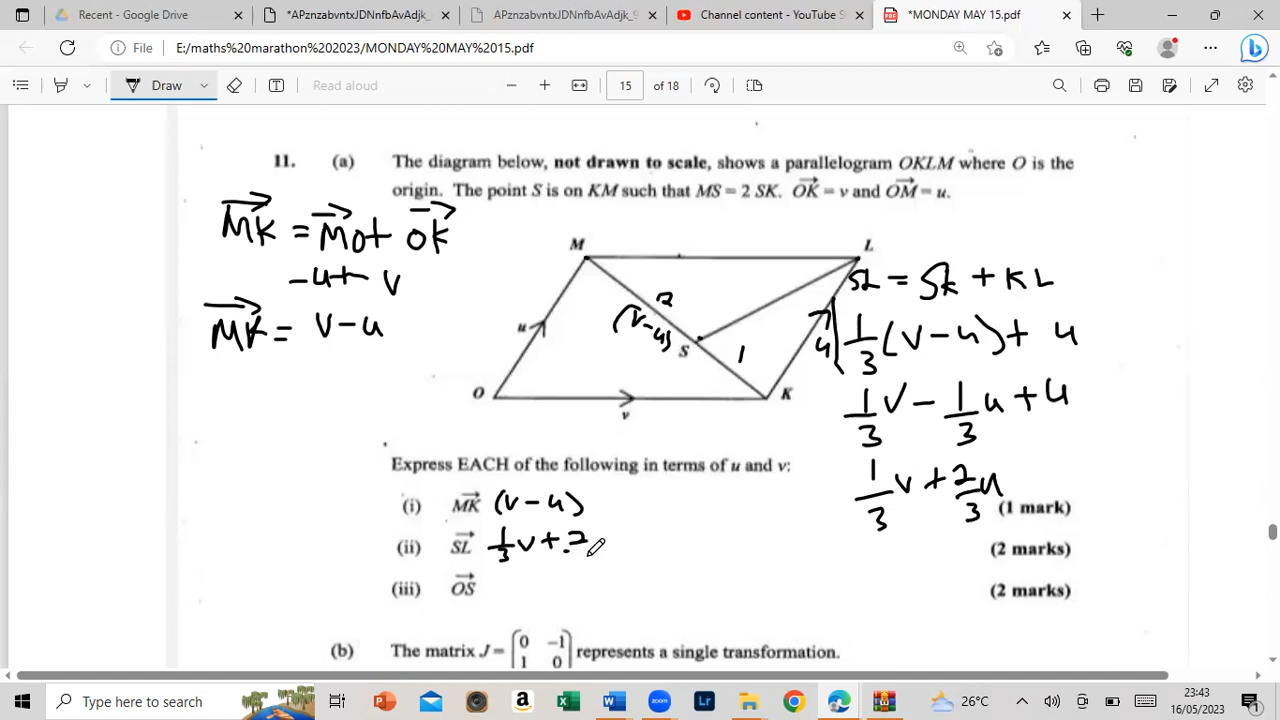 Recent - Google Drive
*APznzabvntxJDNnfbAvAdjk_
APznzabvntxJDNnfbAvAdjk_9
Channel content - YouTube S
*MONDAY MAY 15.pdf
File
E:/maths%20marathon%202023/MONDAY%20MAY%2015.pdf
Draw
Read aloud
15 of 18
11. (a) The diagram below, not drawn to scale, shows a parallelogram OKLM where O is the
origin. The point S is on KM such that MS = 2 SK. OK = v and OM = u.
MK = MO + OK
-u + v
MK = v - u
M
L
u
2
(v-u)
S
1
u
O
v
K
SL = SK + KL
1/3 (v - u) + u
1/3 v - 1/3 u + u
1/3 v + 2/3 u
Express EACH of the following in terms of u and v:
(i) MK (v - u) (1 mark)
(ii) SL 1/3 v + 2 (2 marks)
(iii) OS (2 marks)
(b) The matrix J = ( 0 -1 represents a single transformation.
1 0
Type here to search
26°C
23:43
16/05/2023